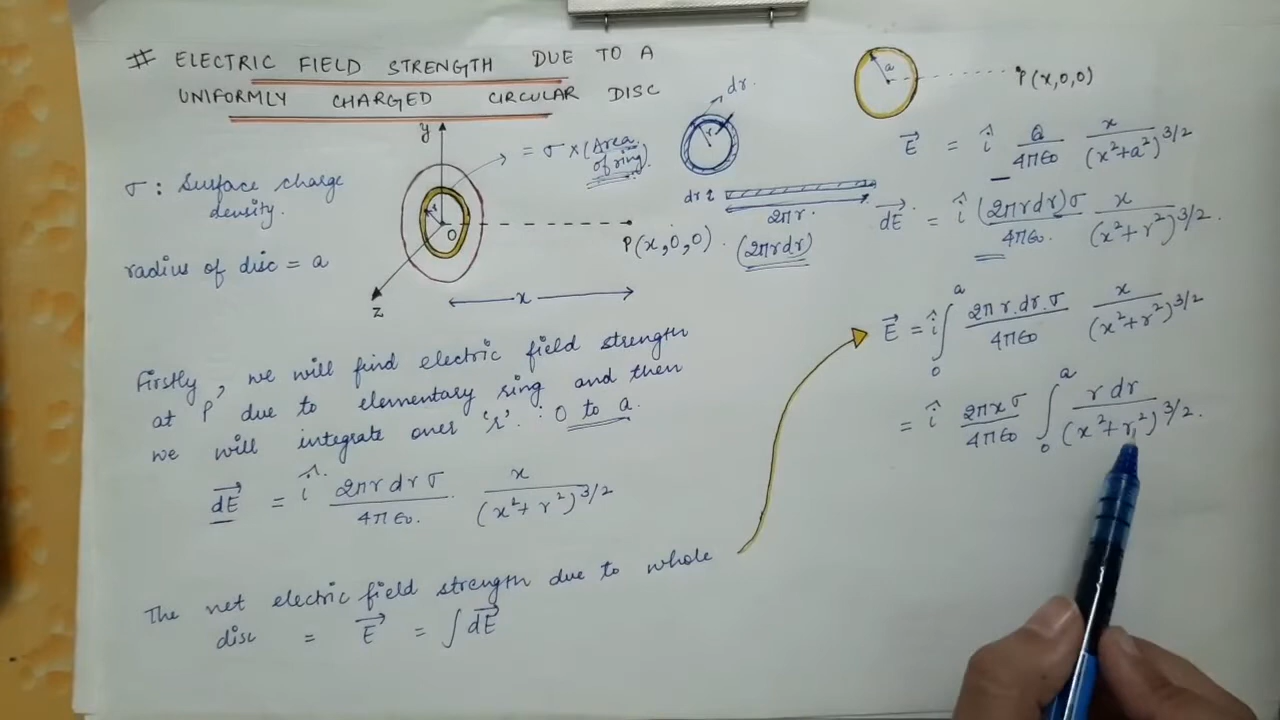 # ELECTRIC FIELD STRENGTH DUE TO A
UNIFORMLY CHARGED CIRCULAR DISC
σ : Surface charge
density.
radius of disc = a
y
= σ × (Area
of ring).
r
O
P(x,0,0).
z
x
dr.
r
dr
2πr.
(2πrdr)
Firstly, we will find electric field strength
at 'P' due to elementary ring and then
we will integrate over 'r' : 0 to a.
dE⃗ = î 2πr dr σ / 4πε₀ . x / (x²+r²)^3/2
The net electric field strength due to whole
disc = E⃗ = ∫ dE⃗
a
P(x,0,0)
E⃗ = î Q / 4πε₀ x / (x²+a²)^3/2
dE⃗ = î (2πrdr)σ / 4πε₀. x / (x²+r²)^3/2.
E⃗ = î ∫₀^a 2πr.dr.σ / 4πε₀ x / (x²+r²)^3/2
= î 2πxσ / 4πε₀ ∫₀^a r dr / (x²+r²)^3/2.